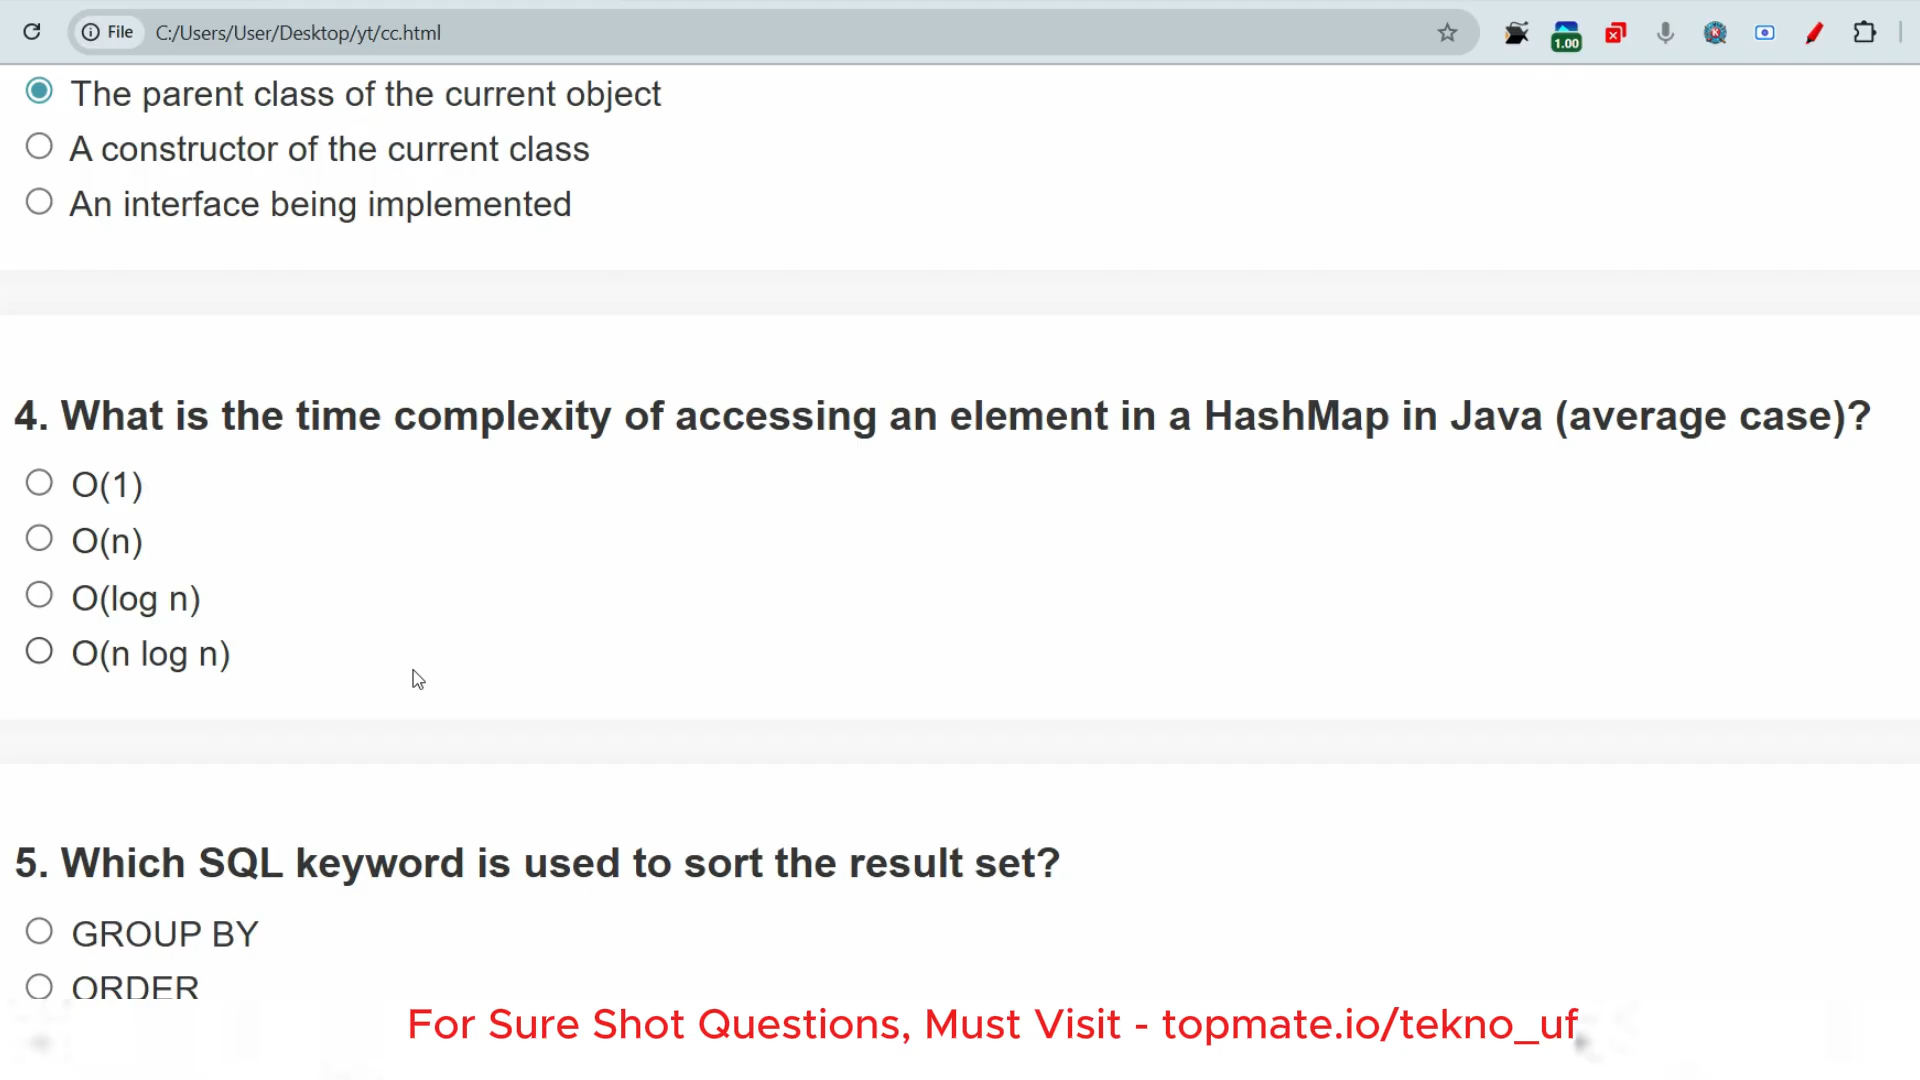 File C:/Users/User/Desktop/yt/cc.html
1.00
K
The parent class of the current object
A constructor of the current class
An interface being implemented
4. What is the time complexity of accessing an element in a HashMap in Java (average case)?
O(1)
O(n)
O(log n)
O(n log n)
5. Which SQL keyword is used to sort the result set?
GROUP BY
ORDER
For Sure Shot Questions, Must Visit - topmate.io/tekno_uf